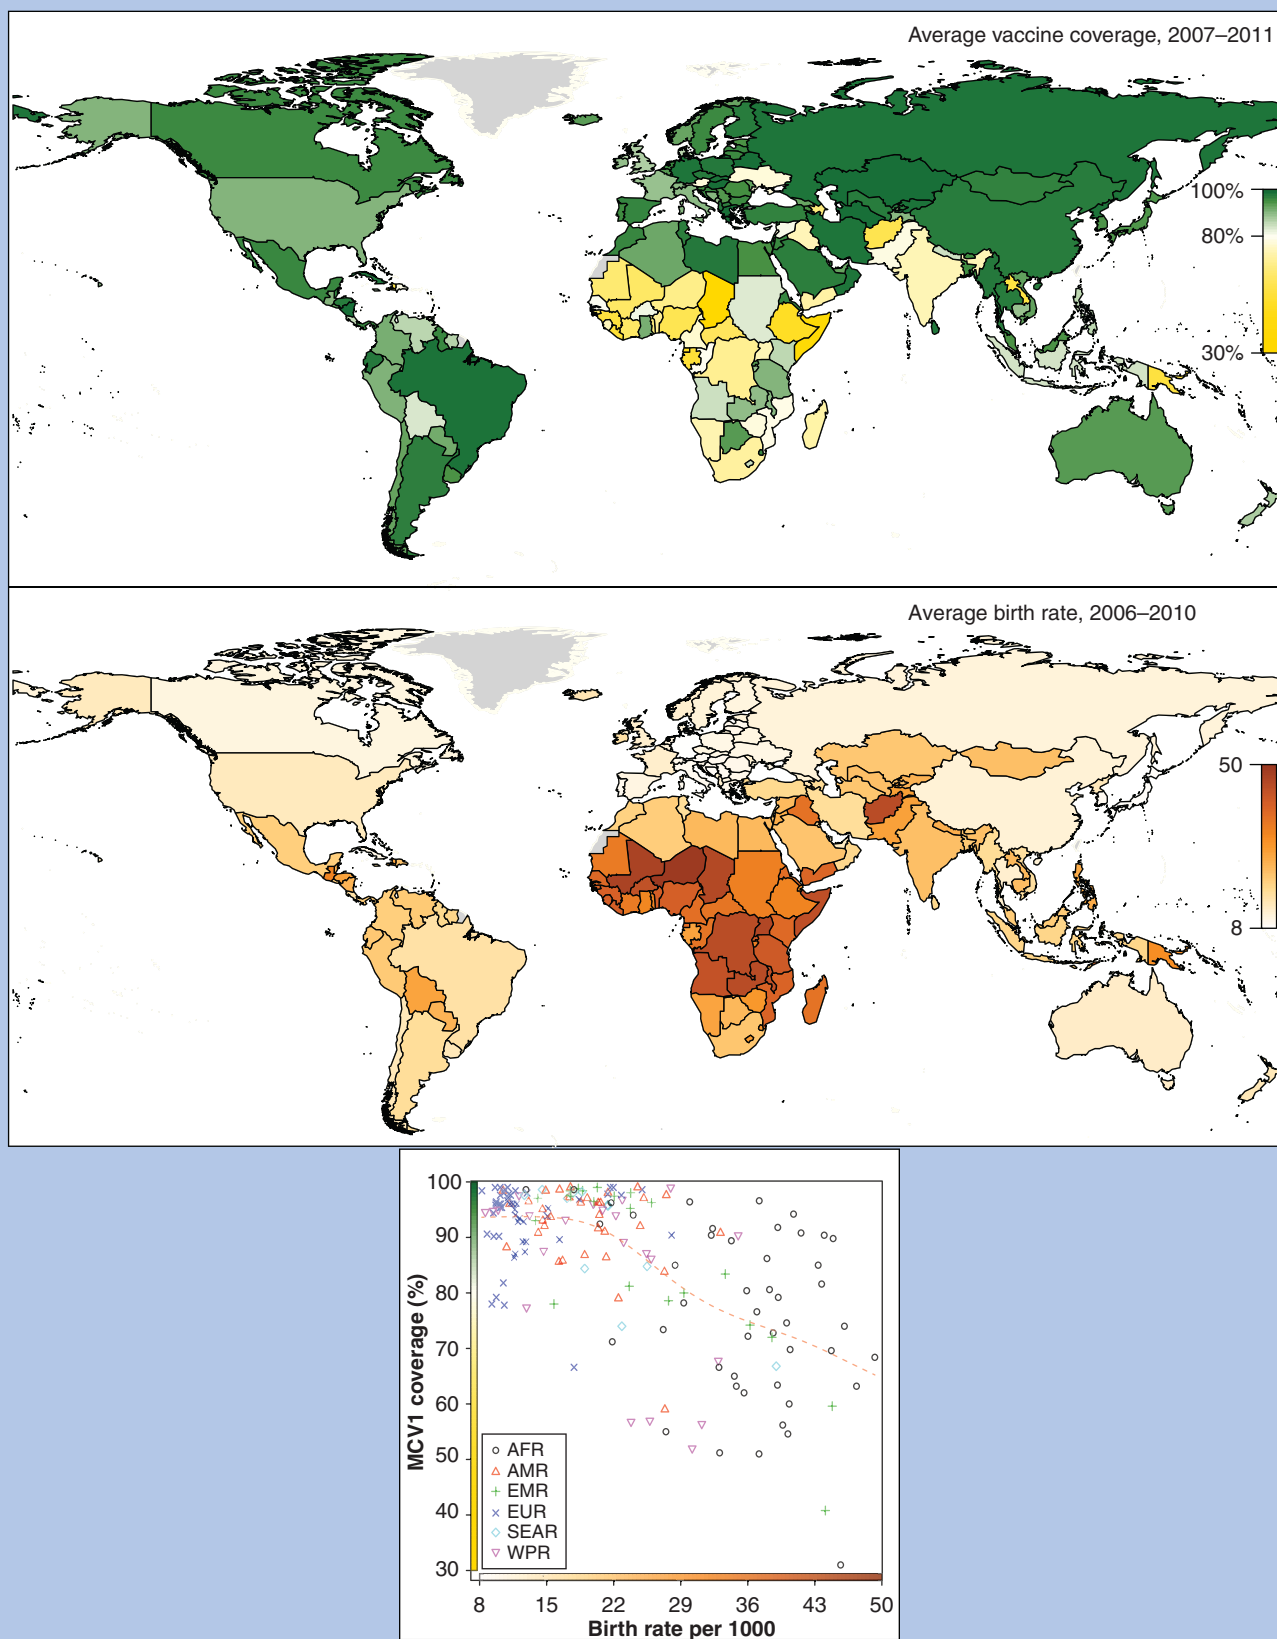 Average vaccine coverage, 2007–2011
100%
80%
30%
Average birth rate, 2006–2010
50
8
100
90
80
70
60
50
40
30
MCV1 coverage (%)
AFR
AMR
EMR
EUR
SEAR
WPR
8 15 22 29 36 43 50
Birth rate per 1000